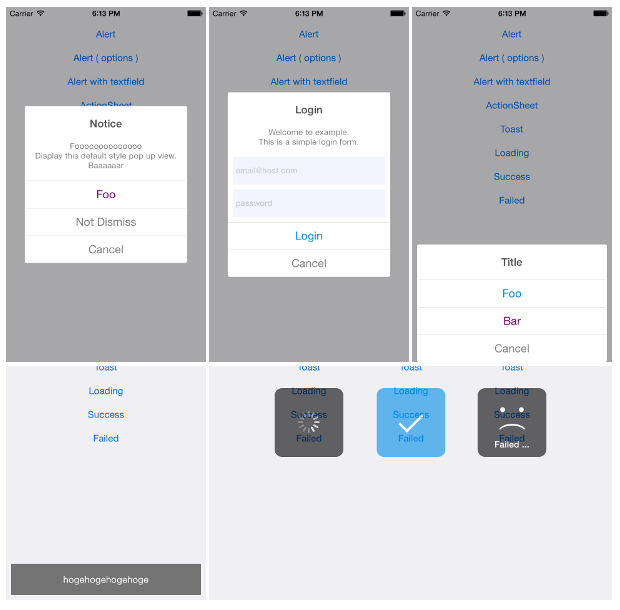 Carrier 6:13 PM
Alert
Alert ( options )
Alert with textfield
ActionSheet
Notice
Foooooooooooooo
Display this default style pop up view.
Baaaaaar
Foo
Not Dismiss
Cancel
Carrier 6:13 PM
Alert
Alert ( options )
Alert with textfield
Login
Welcome to example.
This is a simple login form.
email@host.com
password
Login
Cancel
Carrier 6:13 PM
Alert
Alert ( options )
Alert with textfield
ActionSheet
Toast
Loading
Success
Failed
Title
Foo
Bar
Cancel
Toast
Loading
Success
Failed
hogehogehogehoge
Toast
Loading
Success
Failed
Toast
Loading
Success
Failed
Toast
Loading
Success
Failed
Failed ...